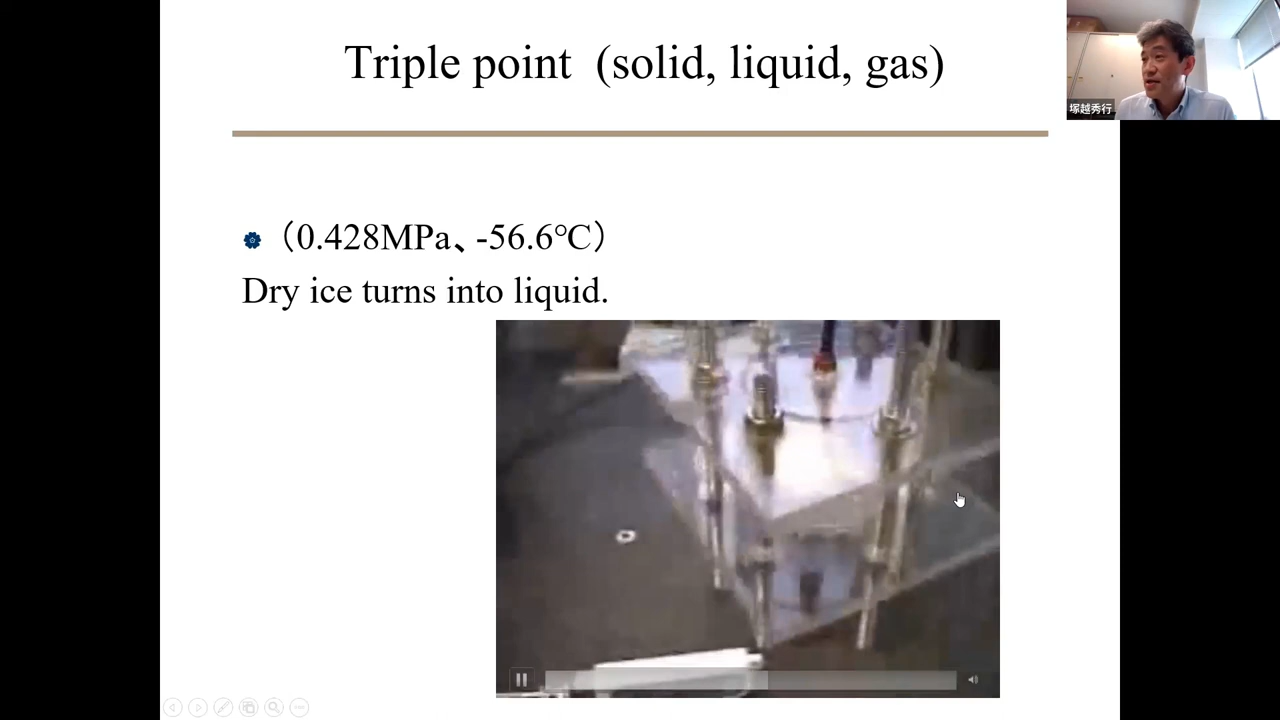 Triple point (solid, liquid, gas)
塚越秀行
（0.428MPa、-56.6℃）
Dry ice turns into liquid.